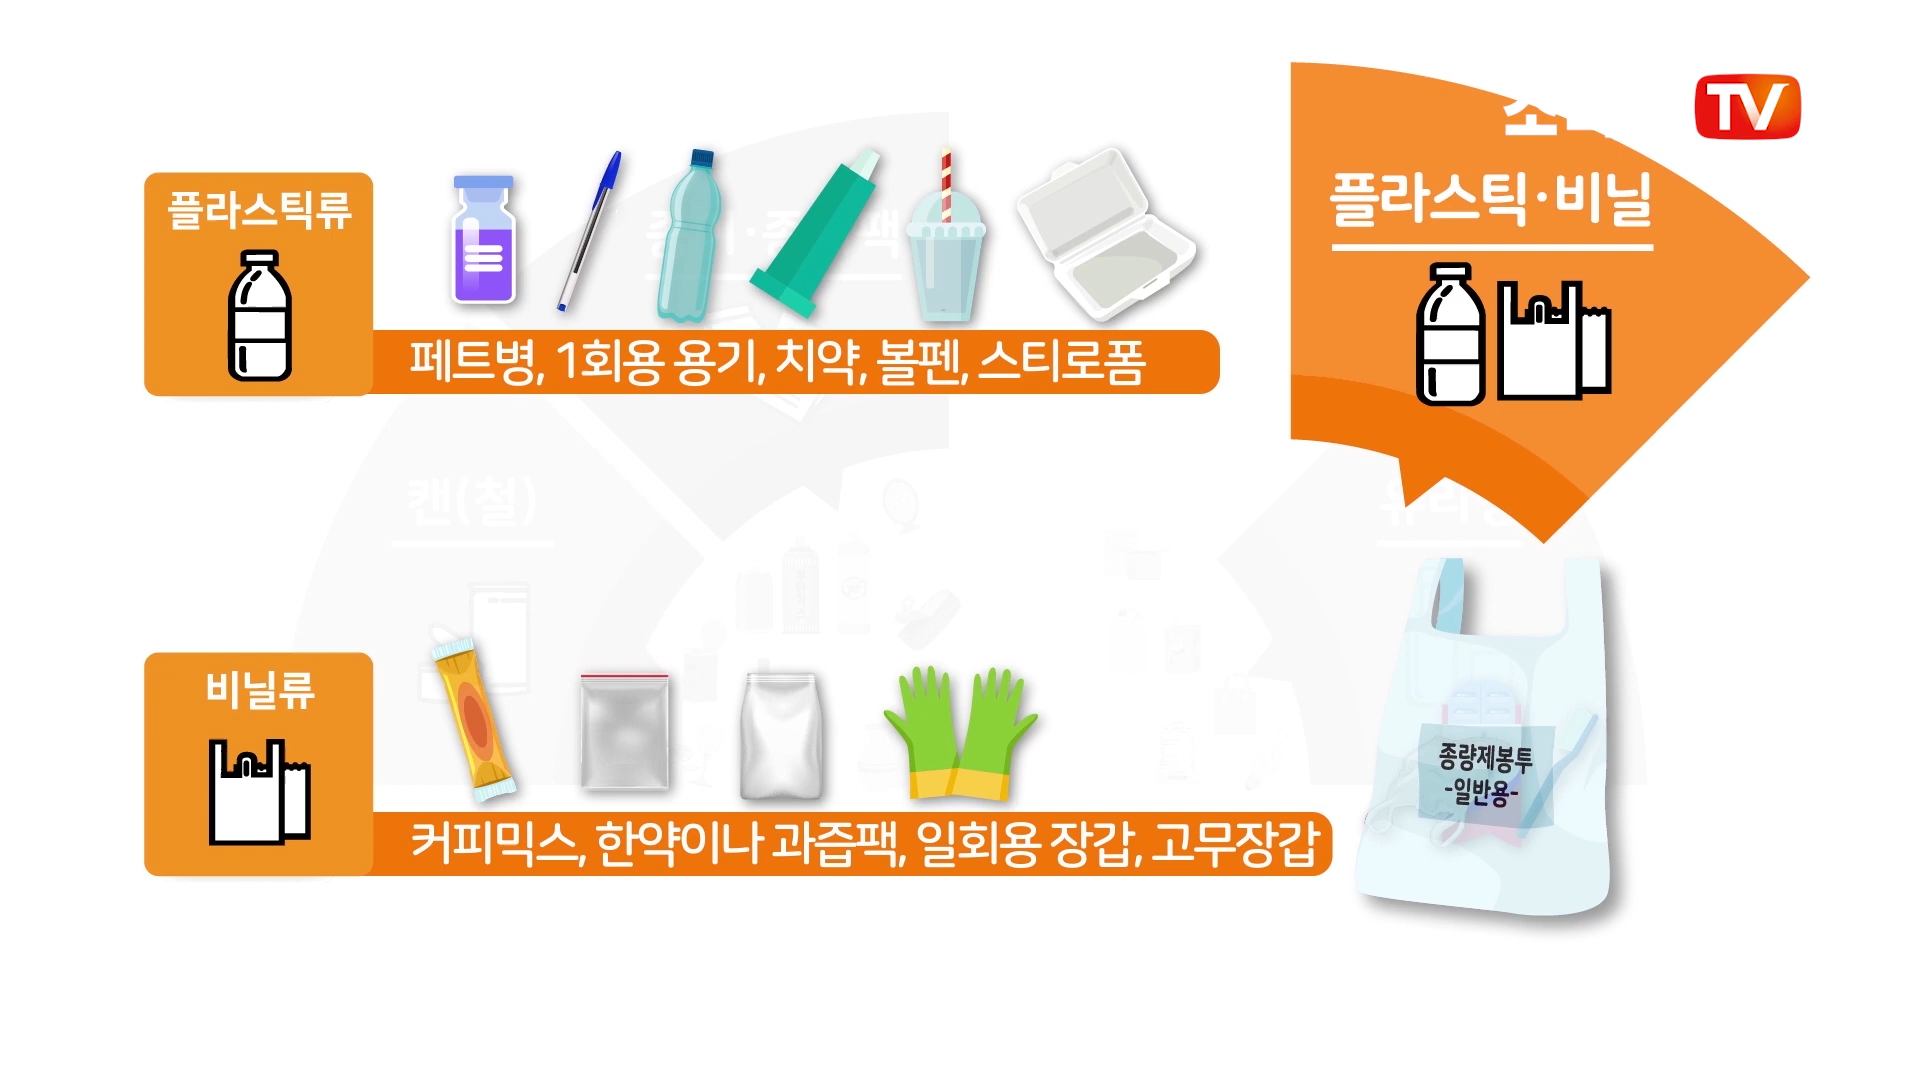 TV
플라스틱·비닐
플라스틱류
페트병, 1회용 용기, 치약, 볼펜, 스티로폼
캔(철)
비닐류
커피믹스, 한약이나 과즙팩, 일회용 장갑, 고무장갑
종량제봉투
-일반용-